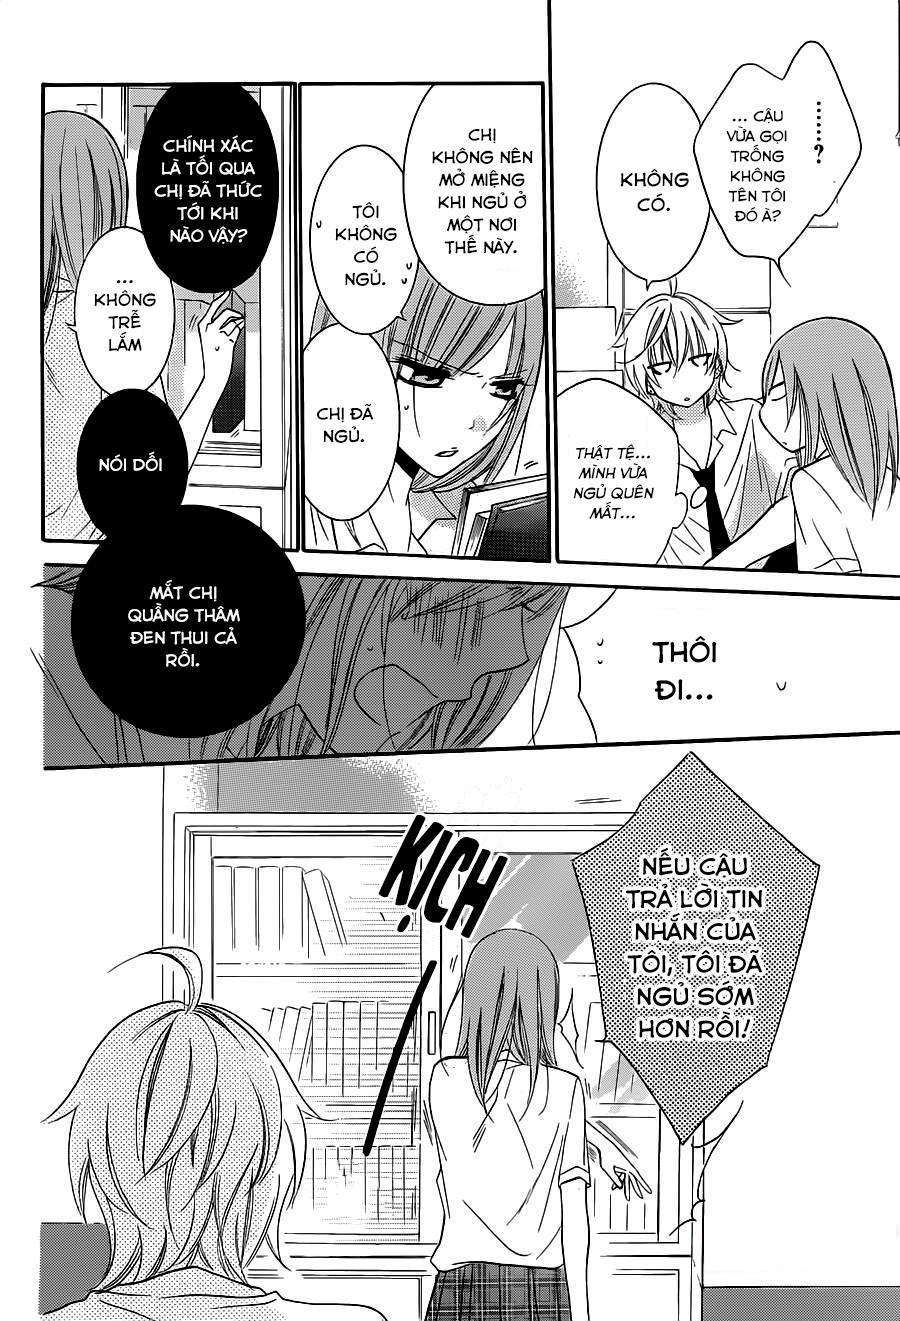 ......?
... CẬU
VỪA GỌI
TRỐNG
KHÔNG
TÊN TÔI
ĐÓ À?
KHÔNG
CÓ.
THẬT TỆ...
MÌNH VỪA
NGỦ QUÊN
MẤT...
CHỊ
KHÔNG NÊN
MỞ MIỆNG
KHI NGỦ Ở
MỘT NƠI
THẾ NÀY.
TÔI
KHÔNG
CÓ
NGỦ.
CHỊ ĐÃ
NGỦ.
CHÍNH XÁC
LÀ TỐI QUA
CHỊ ĐÃ THỨC
TỚI KHI
NÀO VẬY?
...
KHÔNG
TRỄ
LẮM
NÓI DỐI
MẮT CHỊ
QUẦNG THÂM
ĐEN THUI CẢ
RỒI.
THÔI
ĐI...
KỊCH
NẾU CẬU
TRẢ LỜI TIN
NHẮN CỦA
TÔI, TÔI ĐÃ
NGỦ SỚM
HƠN RỒI!